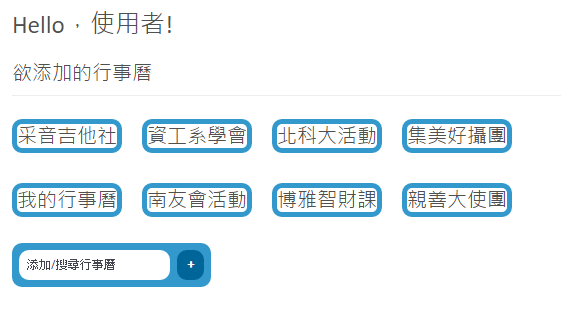 Hello，使用者!
欲添加的行事曆
采音吉他社 資工系學會 北科大活動 集美好攝團
我的行事曆 南友會活動 博雅智財課 親善大使團
添加/搜尋行事曆 +